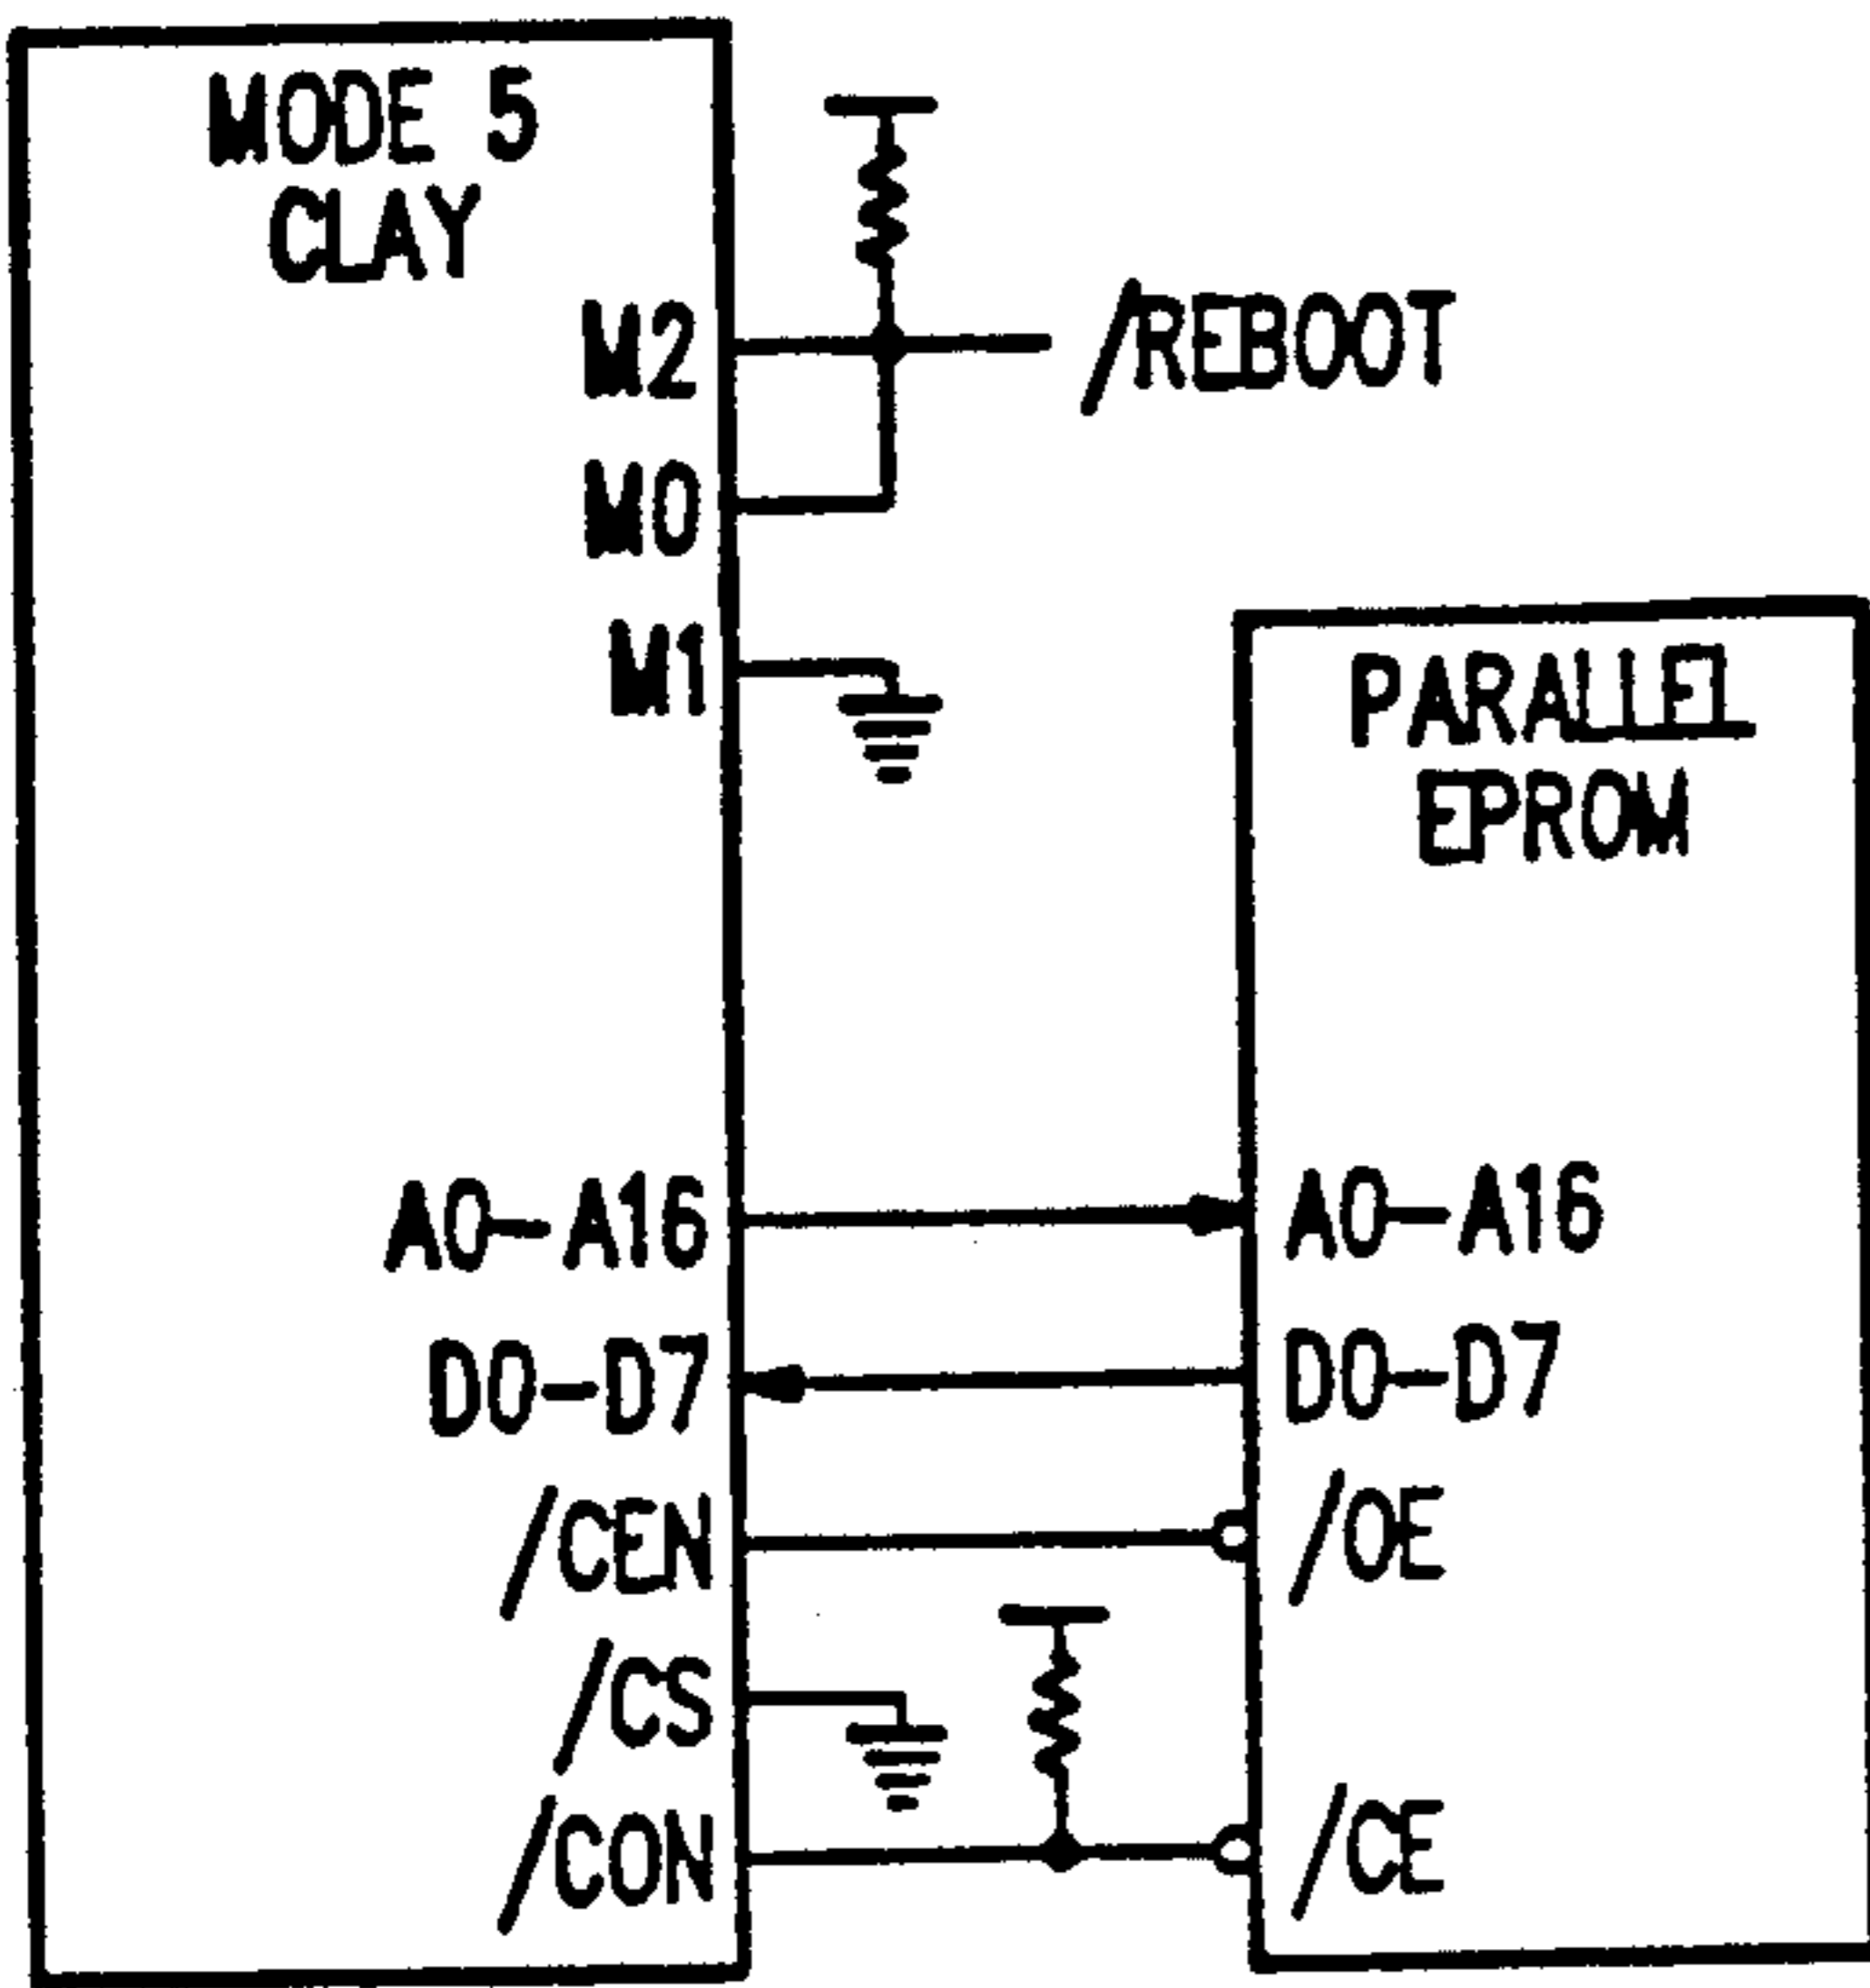 MODE 5
CLAY
M2
/REBOOT
M0
M1
PARALLEL
EPROM
A0-A16
A0-A16
D0-D7
D0-D7
/CEN
/OE
/CS
/CON
/CE